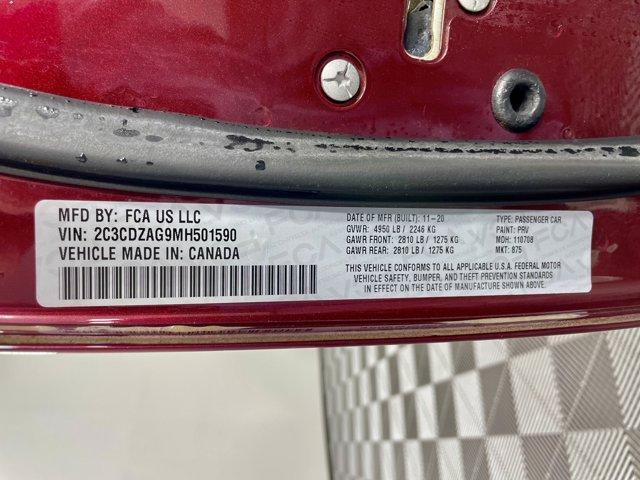 MFD BY: FCA US LLC
VIN: 2C3CDZAG9MH501590
VEHICLE MADE IN: CANADA
DATE OF MFR (BUILT): 11-20
GVWR: 4950 LB / 2246 KG
GAWR FRONT: 2810 LB / 1275 KG
GAWR REAR: 2810 LB / 1275 KG
TYPE: PASSENGER CAR
PAINT: PRV
MDH: 110708
MKT: 875
THIS VEHICLE CONFORMS TO ALL APPLICABLE U.S.A. FEDERAL MOTOR
VEHICLE SAFETY, BUMPER, AND THEFT PREVENTION STANDARDS
IN EFFECT ON THE DATE OF MANUFACTURE SHOWN ABOVE.